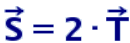 S⃗ = 2 · T⃗